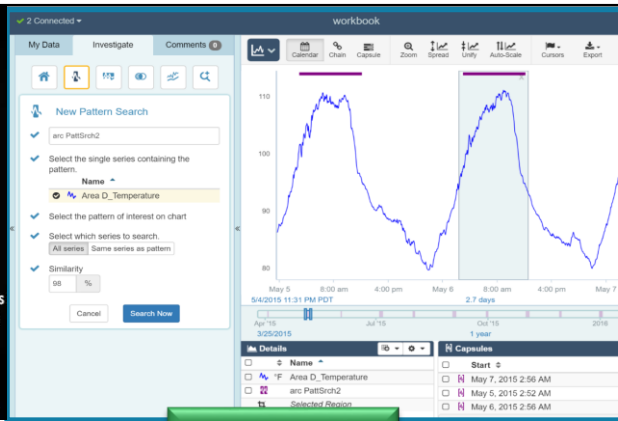 2 Connected
workbook
My Data
Investigate
Comments 0
Calendar
Chain
Capsule
Zoom
Spread
Unify
Auto-Scale
Cursors
Export
New Pattern Search
arc PattSrch2
Select the single series containing the
pattern.
Name
Area D_Temperature
Select the pattern of interest on chart
Select which series to search.
All series Same series as pattern
Similarity
98 %
Cancel Search Now
110
100
90
80
May 5 8:00 am 4:00 pm May 6 8:00 am 4:00 pm May 7
5/4/2015 11:31 PM PDT 2.7 days
Apr '15 Jul '15 Oct '15 2016
3/25/2015 1 year
Details
Name
°F Area D_Temperature
arc PattSrch2
Selected Region
Capsules
Start
May 7, 2015 2:56 AM
May 5, 2015 2:52 AM
May 6, 2015 2:56 AM